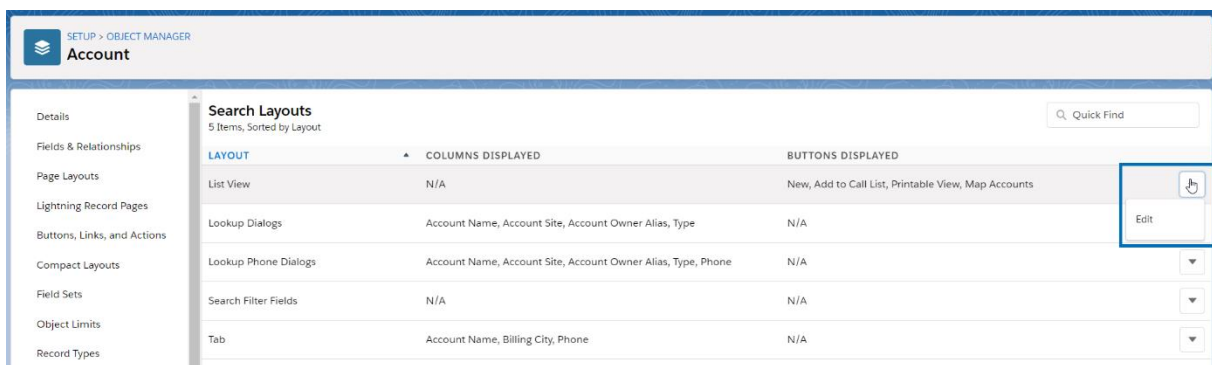 SETUP > OBJECT MANAGER
Account
Details
Fields & Relationships
Page Layouts
Lightning Record Pages
Buttons, Links, and Actions
Compact Layouts
Field Sets
Object Limits
Record Types
Search Layouts
5 Items, Sorted by Layout
Quick Find
LAYOUT COLUMNS DISPLAYED BUTTONS DISPLAYED
List View N/A New, Add to Call List, Printable View, Map Accounts
Edit
Lookup Dialogs Account Name, Account Site, Account Owner Alias, Type N/A
Lookup Phone Dialogs Account Name, Account Site, Account Owner Alias, Type, Phone N/A
Search Filter Fields N/A N/A
Tab Account Name, Billing City, Phone N/A